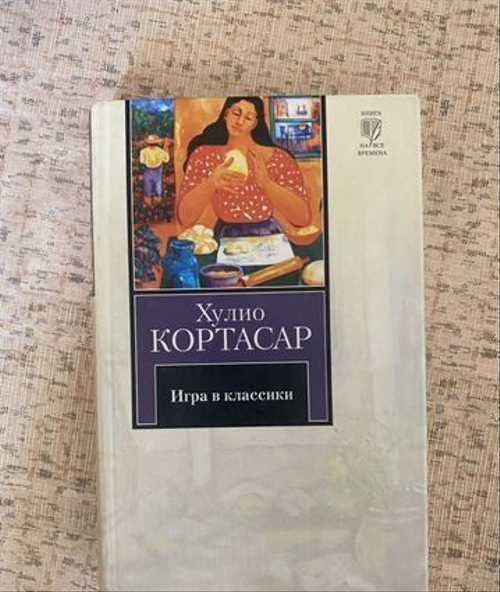 КНИГА
НА ВСЕ
ВРЕМЕНА
Хулио
КОРТАСАР
Игра в классики